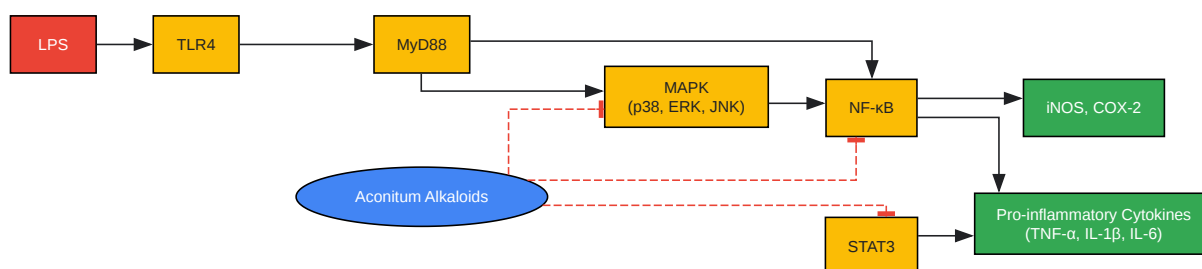 LPS
TLR4
MyD88
MAPK
(p38, ERK, JNK)
NF-κB
iNOS, COX-2
Aconitum Alkaloids
Pro-inflammatory Cytokines
(TNF-α, IL-1β, IL-6)
STAT3